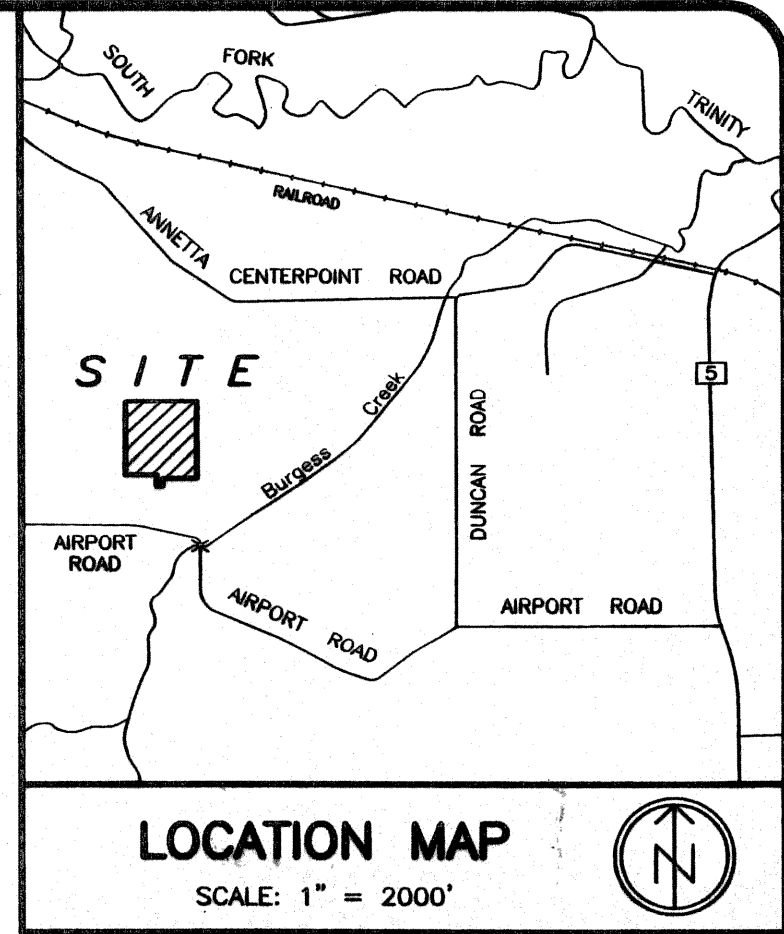 SOUTH
FORK
TRINITY
RAILROAD
ANNETTA
CENTERPOINT ROAD
SITE
5
Burgess Creek
DUNCAN ROAD
AIRPORT
ROAD
AIRPORT ROAD
AIRPORT ROAD
LOCATION MAP
SCALE: 1" = 2000'
N